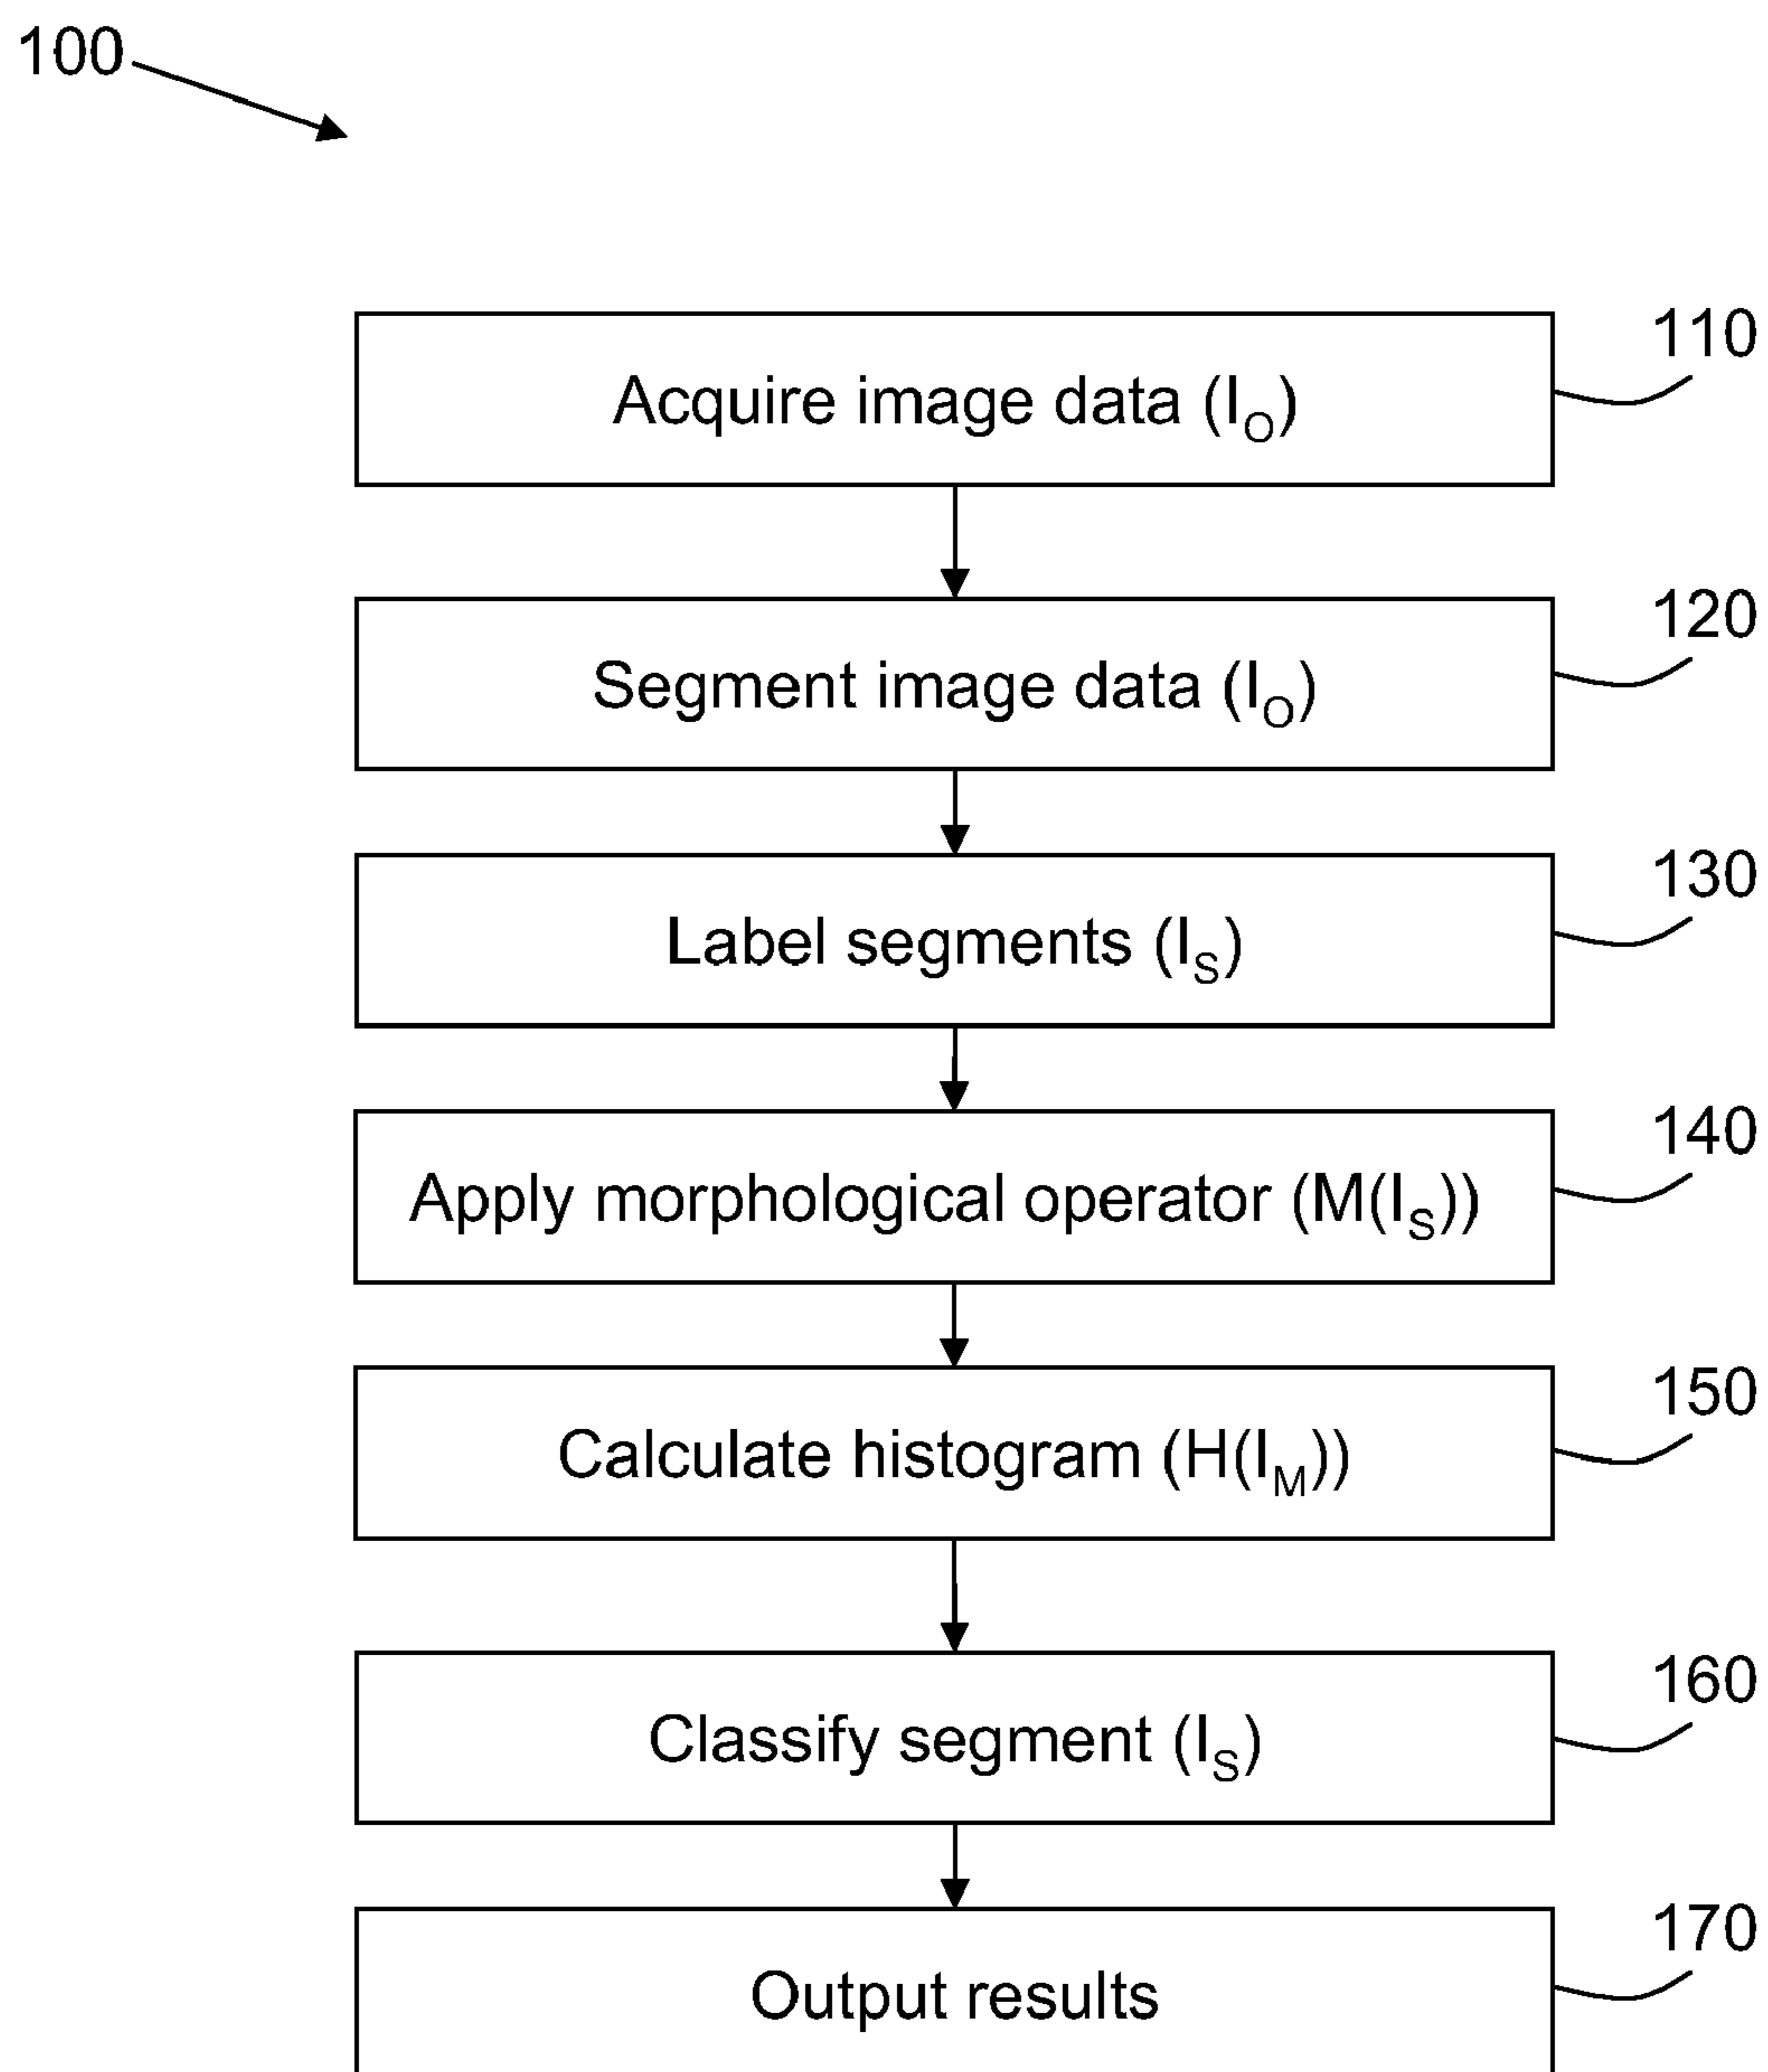 100
110
Acquire image data (I_O)
120
Segment image data (I_O)
130
Label segments (I_S)
140
Apply morphological operator (M(I_S))
150
Calculate histogram (H(I_M))
160
Classify segment (I_S)
170
Output results